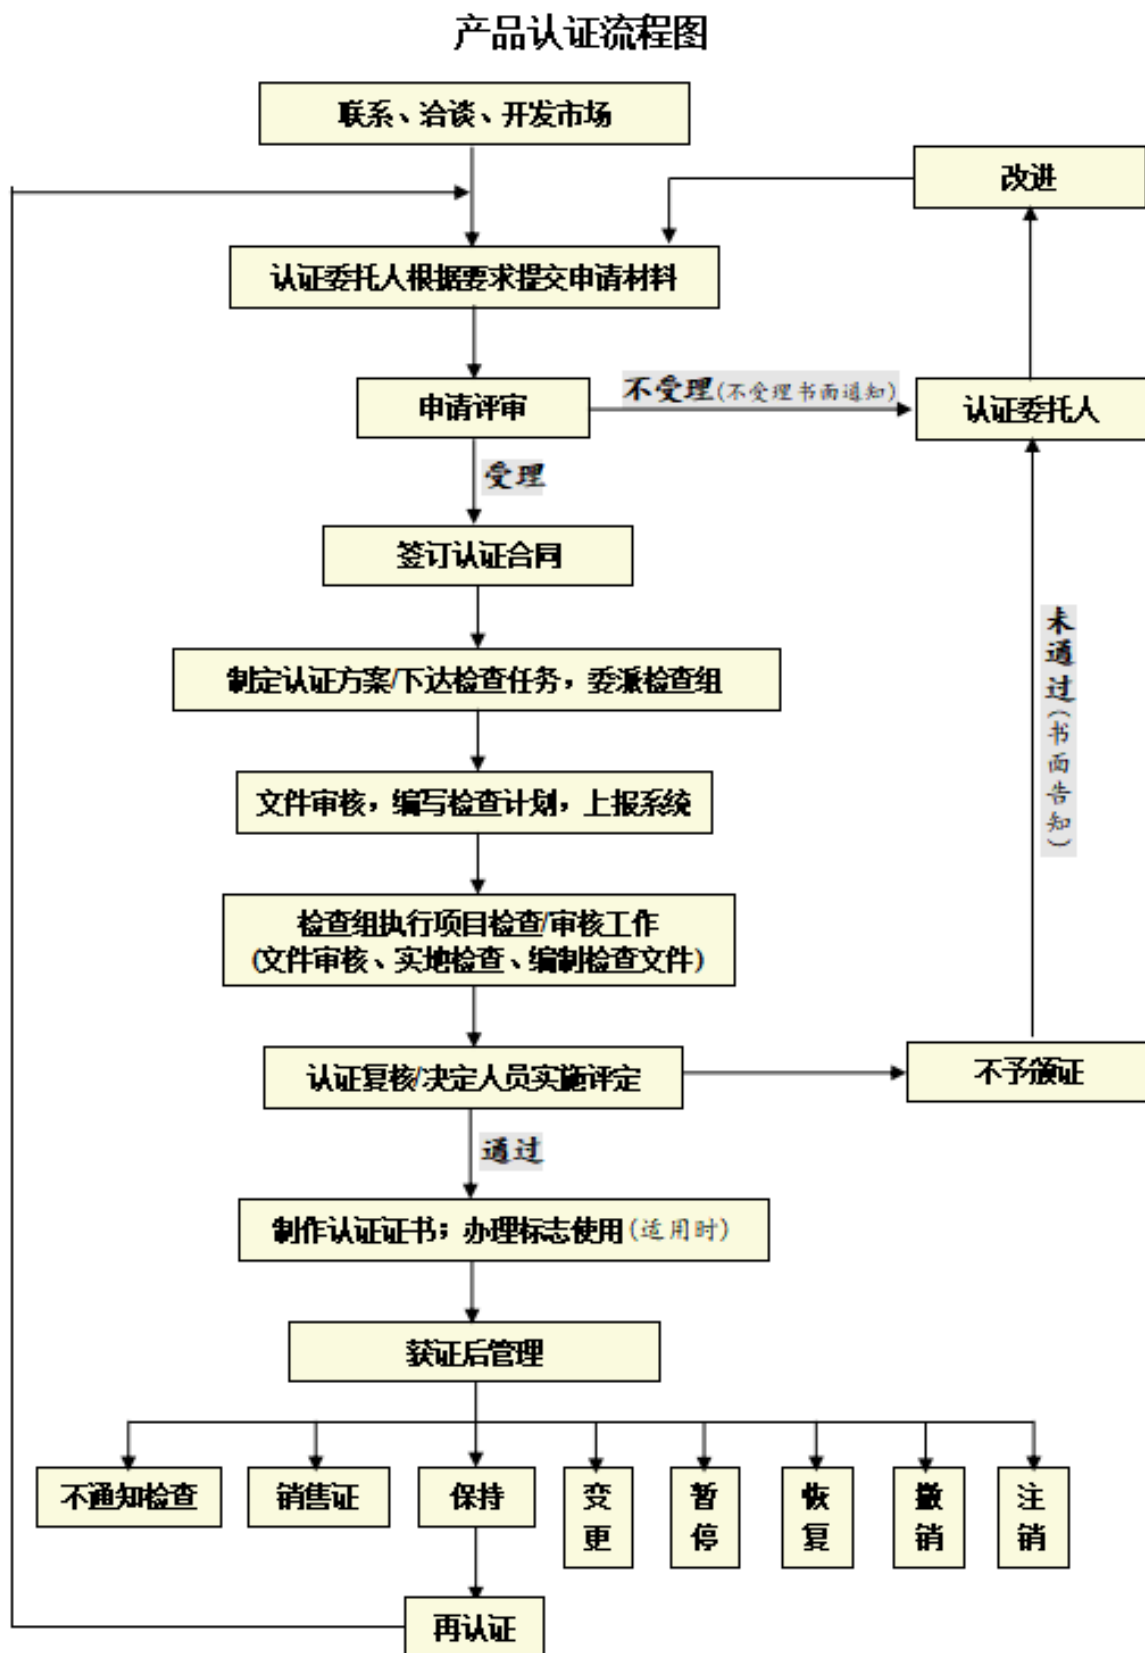 产品认证流程图
联系、洽谈、开发市场
改进
认证委托人根据要求提交申请材料
申请评审
不受理(不受理书面通知)
认证委托人
受理
签订认证合同
制定认证方案/下达检查任务，委派检查组
未通过(书面告知)
文件审核，编写检查计划，上报系统
检查组执行项目检查/审核工作
(文件审核、实地检查、编制检查文件)
认证复核/决定人员实施评定
不予颁证
通过
制作认证证书；办理标志使用(适用时)
获证后管理
不通知检查
销售证
保持
变更
暂停
恢复
撤销
注销
再认证